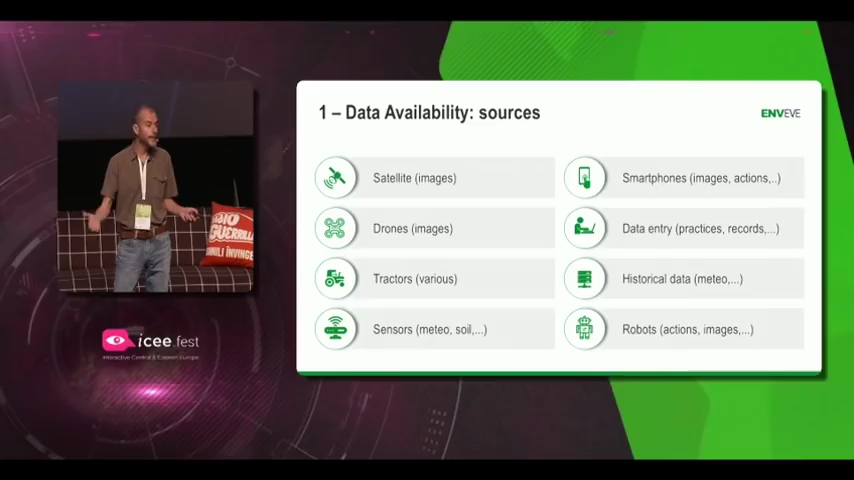 1 – Data Availability: sources
ENVEVE
Satellite (images)
Smartphones (images, actions,..)
Drones (images)
Data entry (practices, records,...)
Tractors (various)
Historical data (meteo,...)
Sensors (meteo, soil,...)
Robots (actions, images,...)
GUERRILLA
icee.fest
Interactive Central & Eastern Europe